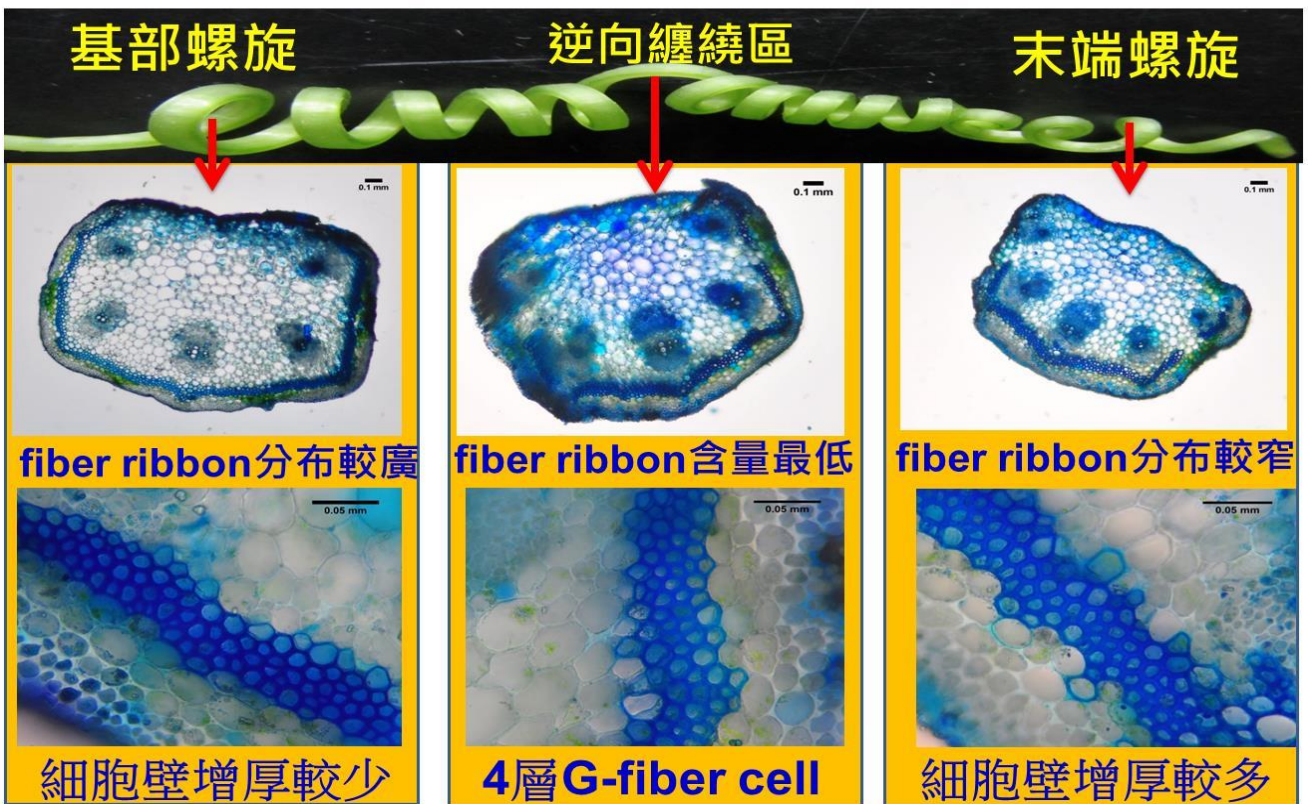 基部螺旋
逆向纏繞區
末端螺旋
0.1 mm
0.1 mm
0.1 mm
fiber ribbon分布較廣
fiber ribbon含量最低
fiber ribbon分布較窄
0.05 mm
0.05 mm
0.05 mm
細胞壁增厚較少
4層G-fiber cell
細胞壁增厚較多